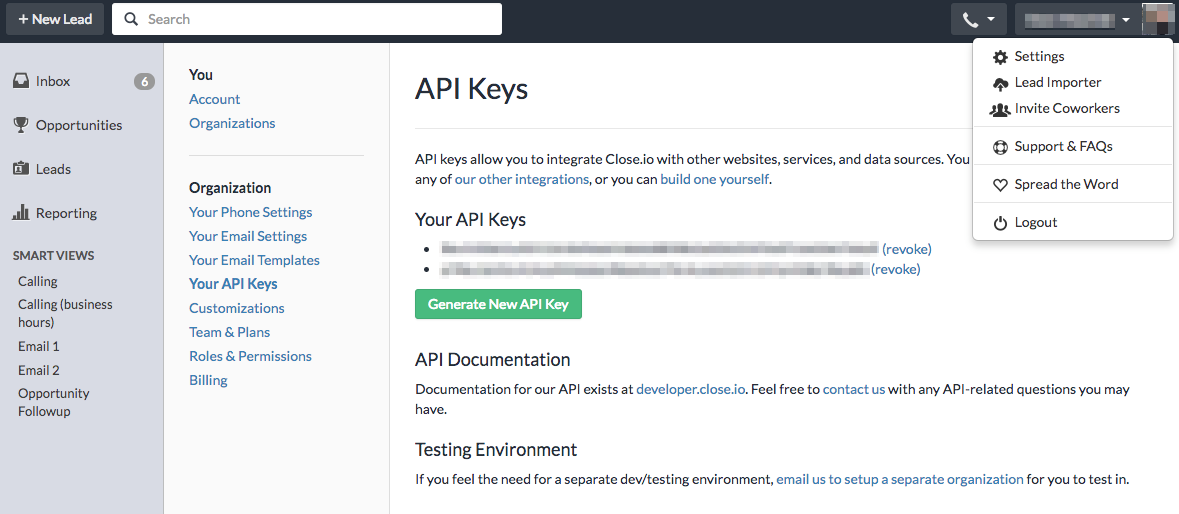 + New Lead
Search
Inbox
6
Opportunities
Leads
Reporting
SMART VIEWS
Calling
Calling (business
hours)
Email 1
Email 2
Opportunity
Followup
You
Account
Organizations
Organization
Your Phone Settings
Your Email Settings
Your Email Templates
Your API Keys
Customizations
Team & Plans
Roles & Permissions
Billing
API Keys
API keys allow you to integrate Close.io with other websites, services, and data sources. You
any of our other integrations, or you can build one yourself.
Your API Keys
(revoke)
(revoke)
Generate New API Key
API Documentation
Documentation for our API exists at developer.close.io. Feel free to contact us with any API-related questions you may
have.
Testing Environment
If you feel the need for a separate dev/testing environment, email us to setup a separate organization for you to test in.
Settings
Lead Importer
Invite Coworkers
Support & FAQs
Spread the Word
Logout